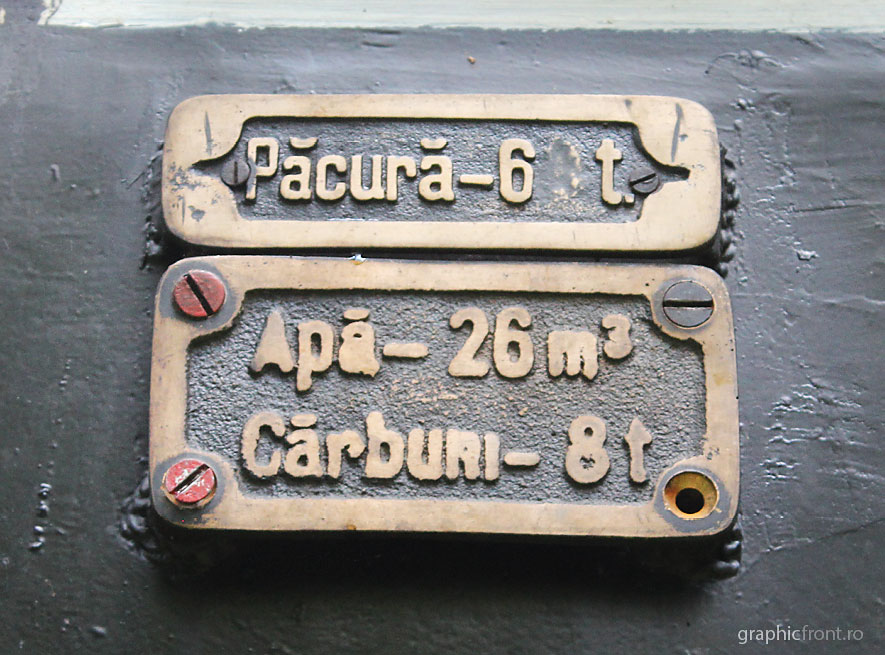 Păcură-6 t.
Apă- 26 m³
Cărburi- 8 t
graphicfront.ro